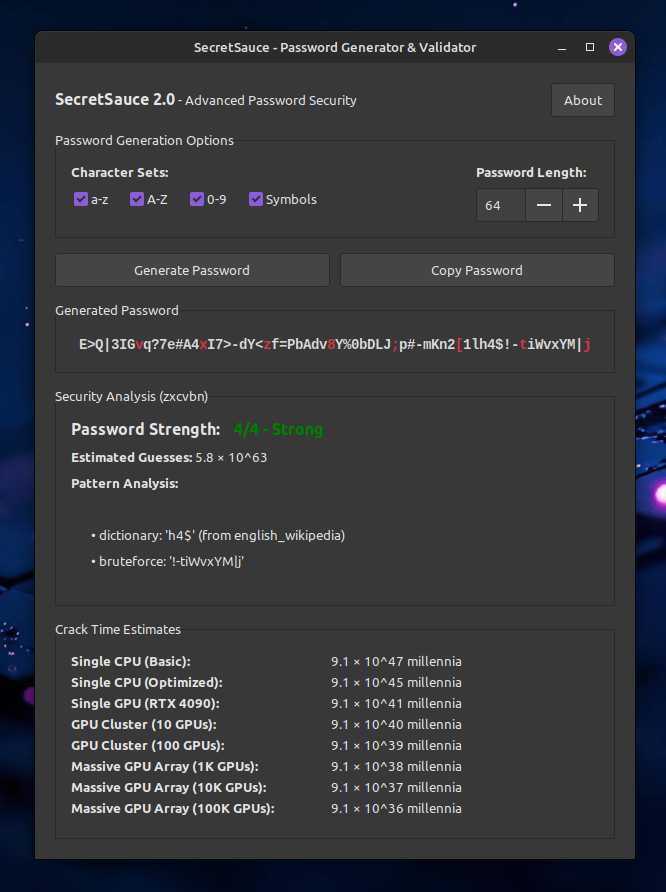 SecretSauce - Password Generator & Validator
SecretSauce 2.0 - Advanced Password Security
About
Password Generation Options
Character Sets:
Password Length:
a-z
A-Z
0-9
Symbols
64
Generate Password
Copy Password
Generated Password
E>Q|3IGvq?7e#A4xI7>-dY<zf=PbAdv8Y%0bDLJ;p#-mKn2[1lh4$!-tiWvxYM|j
Security Analysis (zxcvbn)
Password Strength: 4/4 - Strong
Estimated Guesses: 5.8 × 10^63
Pattern Analysis:
• dictionary: 'h4$' (from english_wikipedia)
• bruteforce: '!-tiWvxYM|j'
Crack Time Estimates
Single CPU (Basic): 9.1 × 10^47 millennia
Single CPU (Optimized): 9.1 × 10^45 millennia
Single GPU (RTX 4090): 9.1 × 10^41 millennia
GPU Cluster (10 GPUs): 9.1 × 10^40 millennia
GPU Cluster (100 GPUs): 9.1 × 10^39 millennia
Massive GPU Array (1K GPUs): 9.1 × 10^38 millennia
Massive GPU Array (10K GPUs): 9.1 × 10^37 millennia
Massive GPU Array (100K GPUs): 9.1 × 10^36 millennia